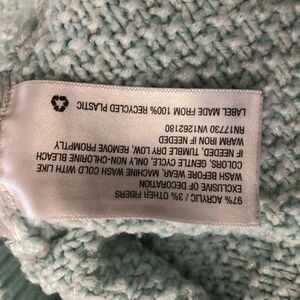 97% ACRYLIC / 3% OTHER FIBERS
EXCLUSIVE OF DECORATION
WASH BEFORE WEAR, MACHINE WASH COLD WITH LIKE
COLORS, GENTLE CYCLE, ONLY NON-CHLORINE BLEACH
IF NEEDED, TUMBLE DRY LOW, REMOVE PROMPTLY
WARM IRON IF NEEDED
RN17730 VN1262180
LABEL MADE FROM 100% RECYCLED PLASTIC